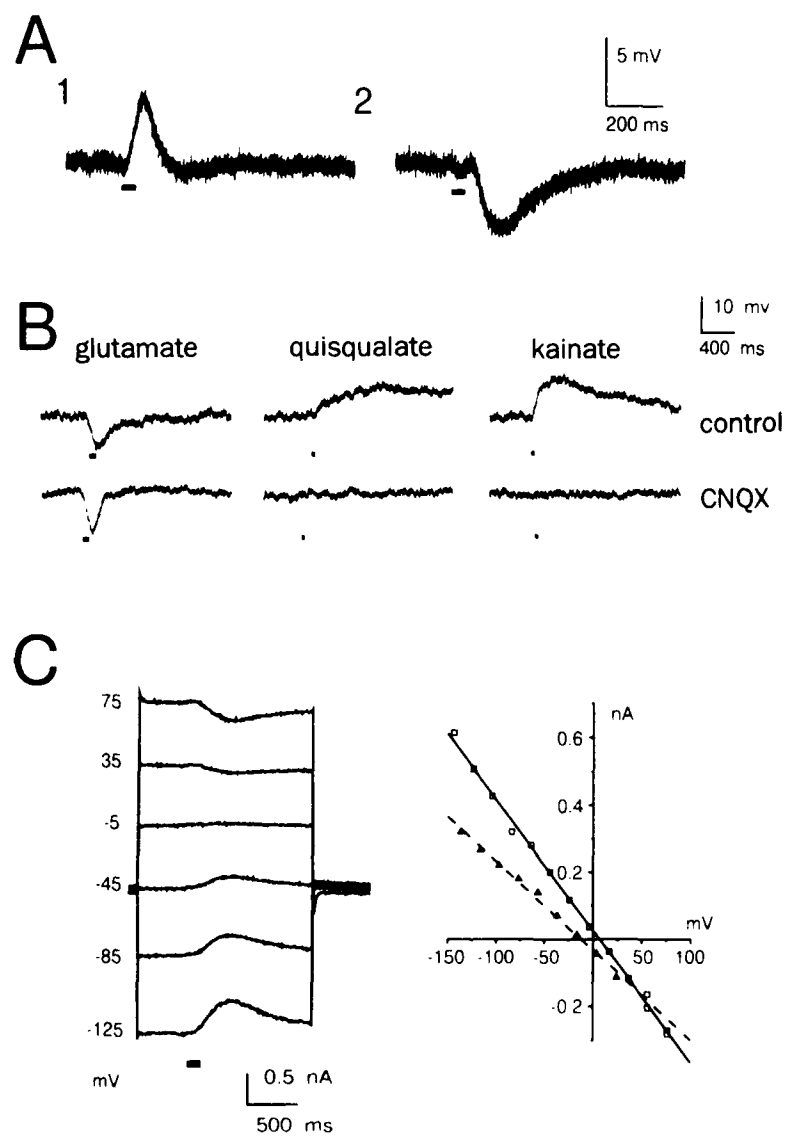 A
1
2
5 mV
200 ms
B
glutamate quisqualate kainate
10 mv
400 ms
control
CNQX
C
75
35
-5
-45
-85
-125
mV
0.5 nA
500 ms
nA
0.6
0.4
0.2
mV
-150 -100 -50 50 100
-0.2